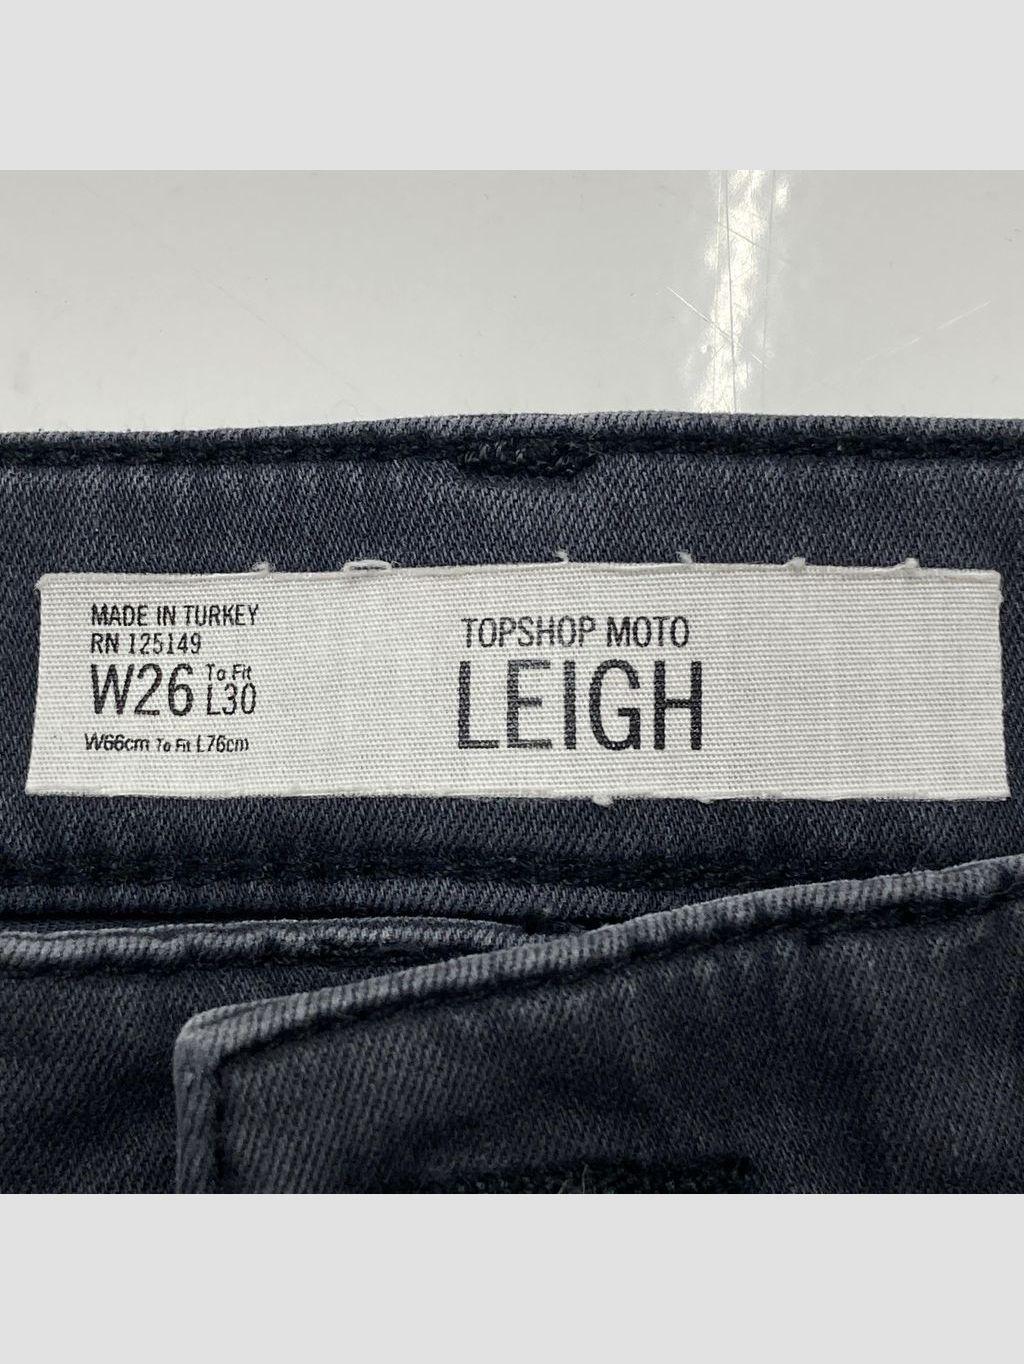 MADE IN TURKEY
RN 125149
W26 To Fit L30
W66cm To Fit L76cm
TOPSHOP MOTO
LEIGH